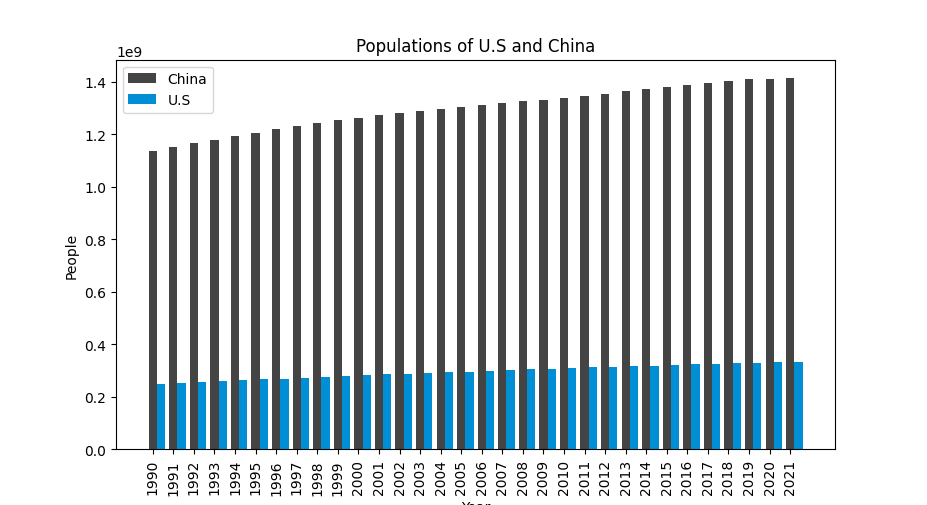 Populations of U.S and China
1e9
China
U.S
1.4
1.2
1.0
0.8
0.6
0.4
0.2
0.0
People
1990 1991 1992 1993 1994 1995 1996 1997 1998 1999 2000 2001 2002 2003 2004 2005 2006 2007 2008 2009 2010 2011 2012 2013 2014 2015 2016 2017 2018 2019 2020 2021
Year